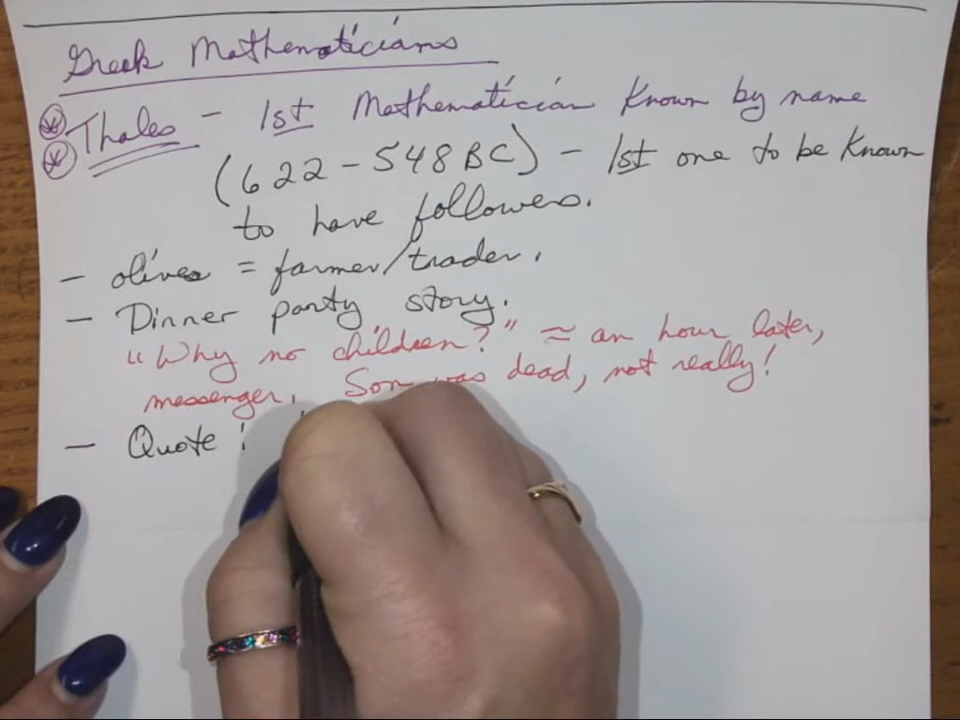 Greek Mathematicians
Thales - 1st Mathematician Known by name
(622 - 548 BC) - 1st one to be known
to have followers.
- olives = farmer/trader.
- Dinner party story.
"Why no children?" ≈ an hour later,
messenger, Son was dead, not really!
- Quote: